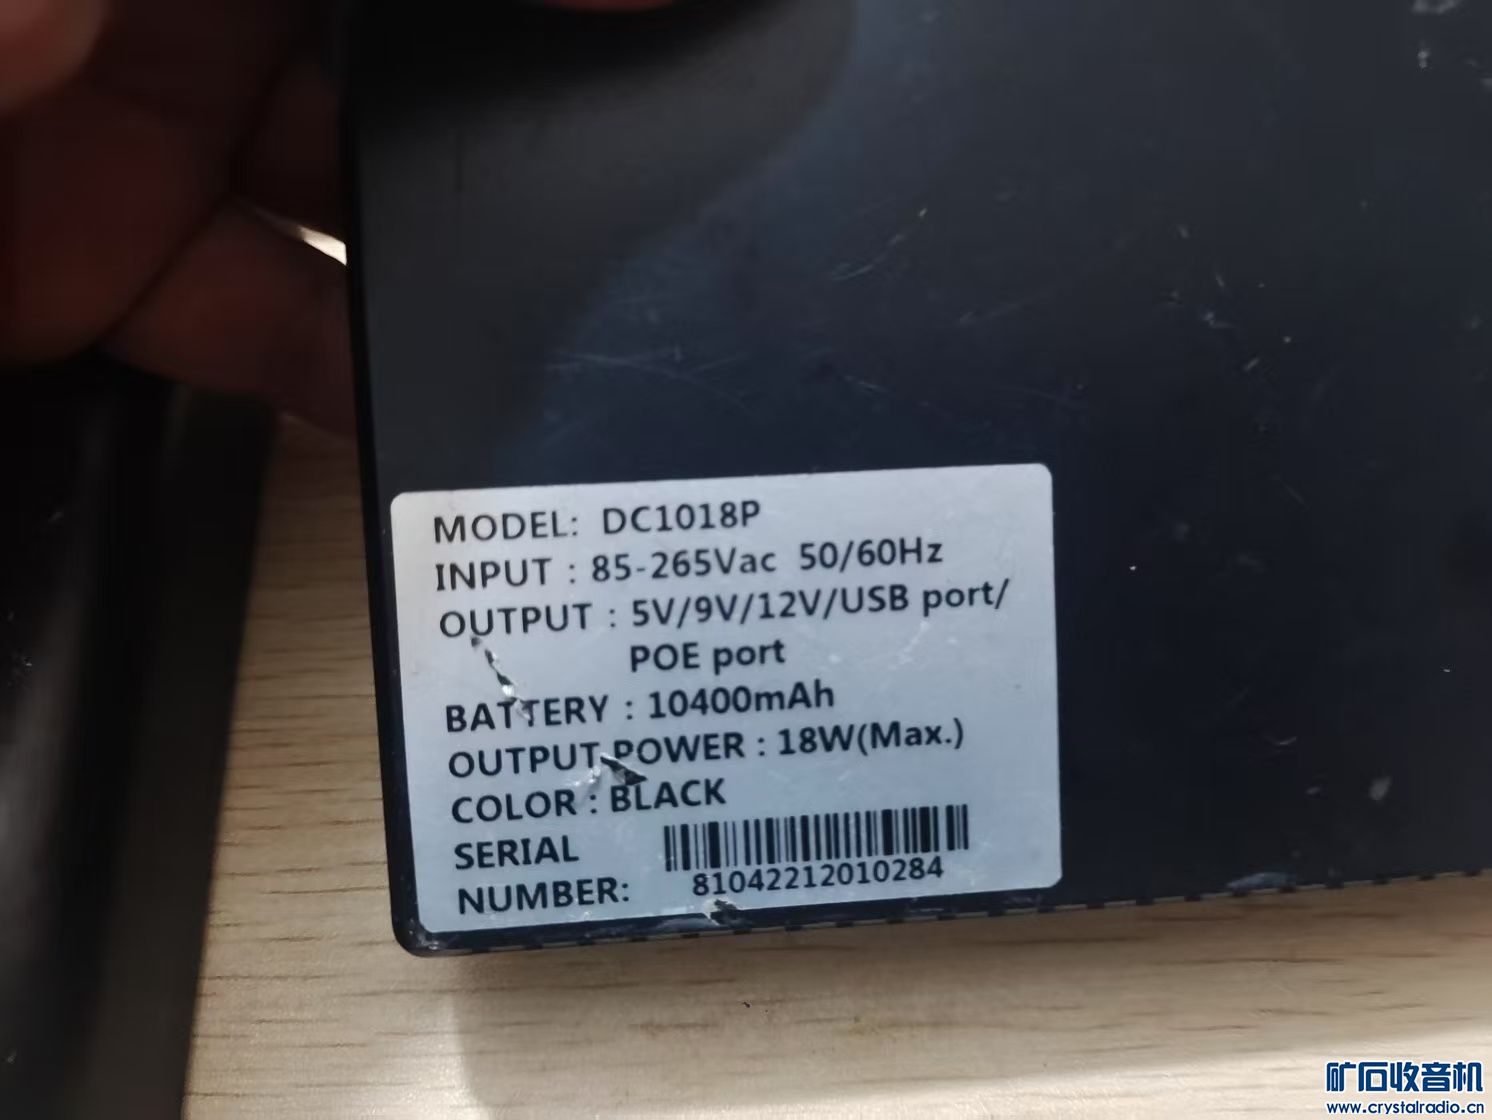 MODEL: DC1018P
INPUT : 85-265Vac 50/60Hz
OUTPUT : 5V/9V/12V/USB port/
POE port
BATTERY : 10400mAh
OUTPUT POWER : 18W(Max.)
COLOR : BLACK
SERIAL
NUMBER:
81042212010284
矿石收音机
www.crystalradio.cn